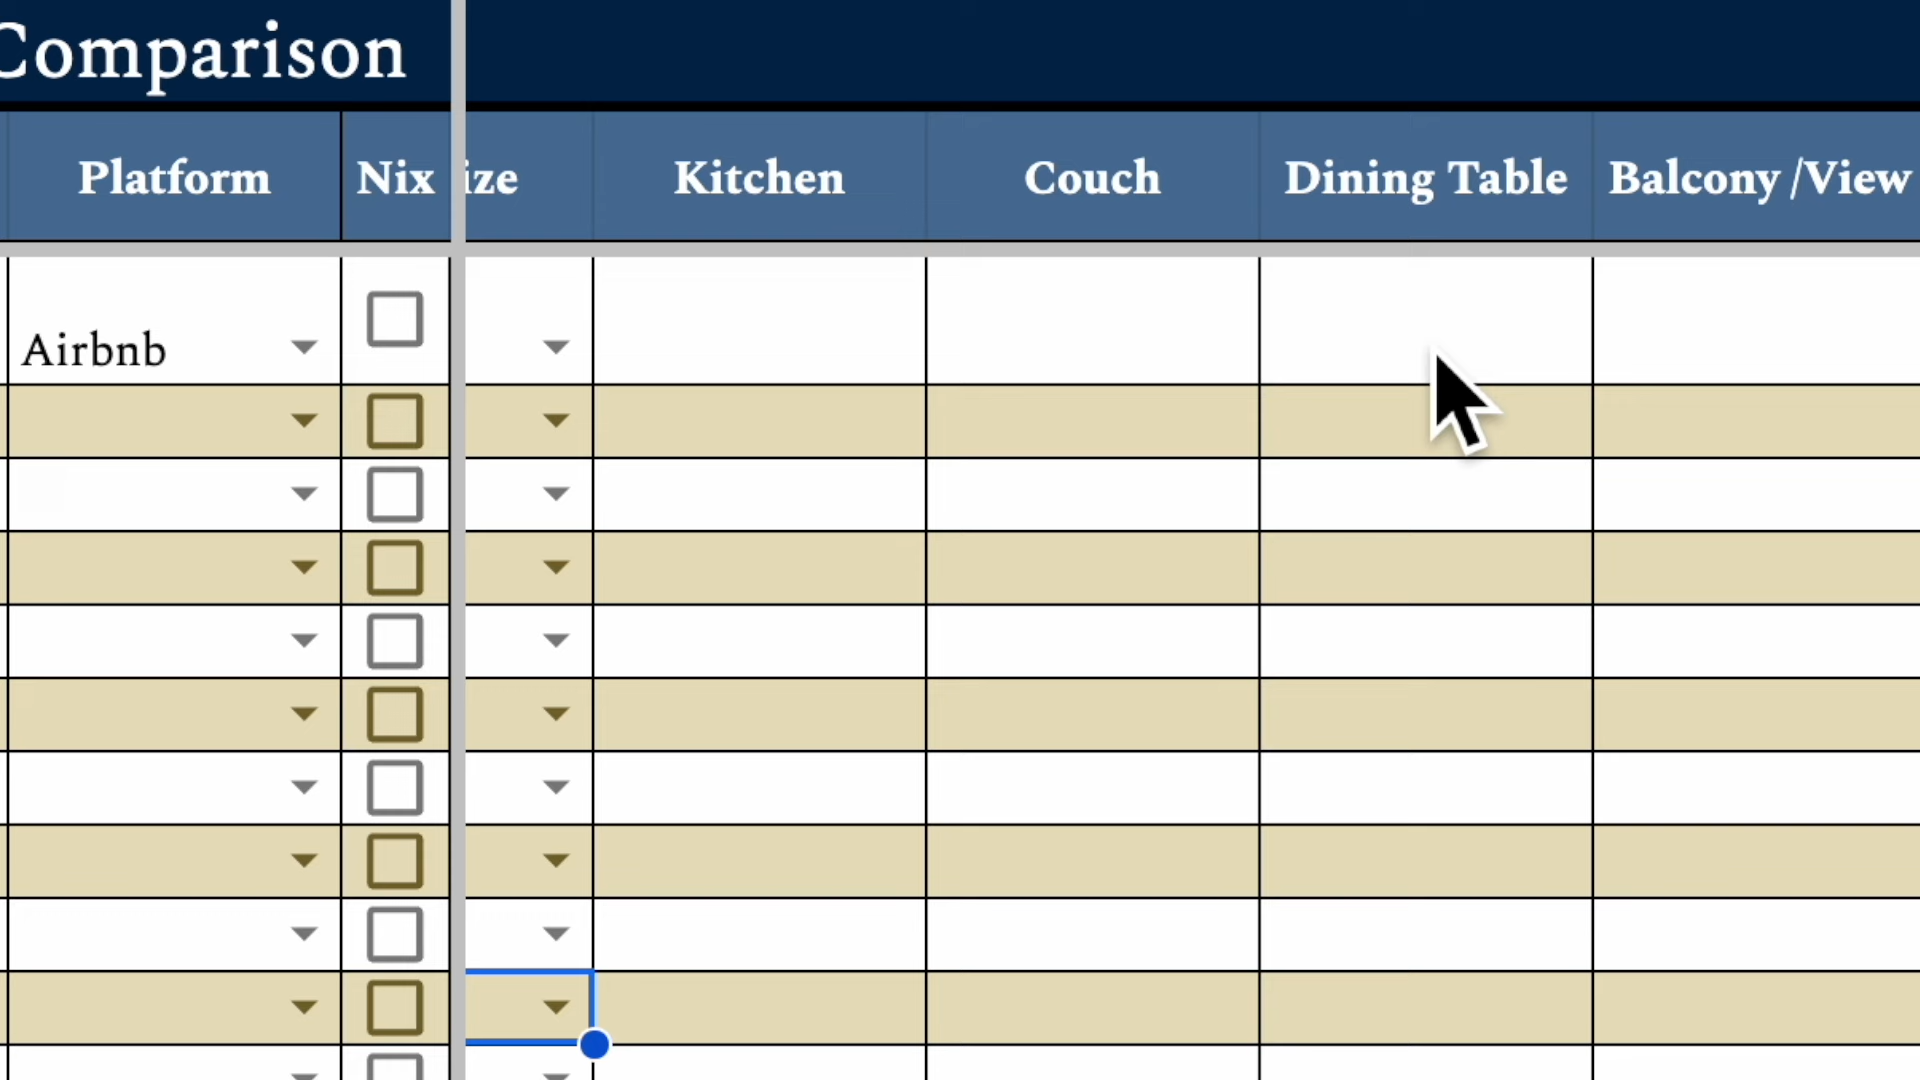 Comparison
Platform Nix ize Kitchen Couch Dining Table Balcony /View
Airbnb